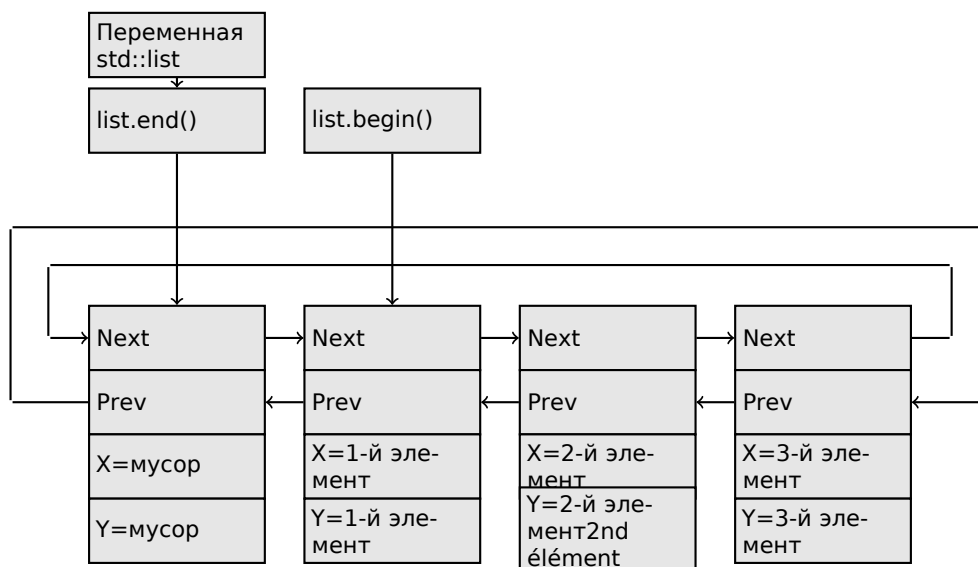 Переменная
std::list
list.end()
list.begin()
Next
Next
Next
Next
Prev
Prev
Prev
Prev
X=мусор
X=1-й эле-
мент
X=2-й эле-
мент
X=3-й эле-
мент
Y=мусор
Y=1-й эле-
мент
Y=2-й эле-
мент2nd
élément
Y=3-й эле-
мент